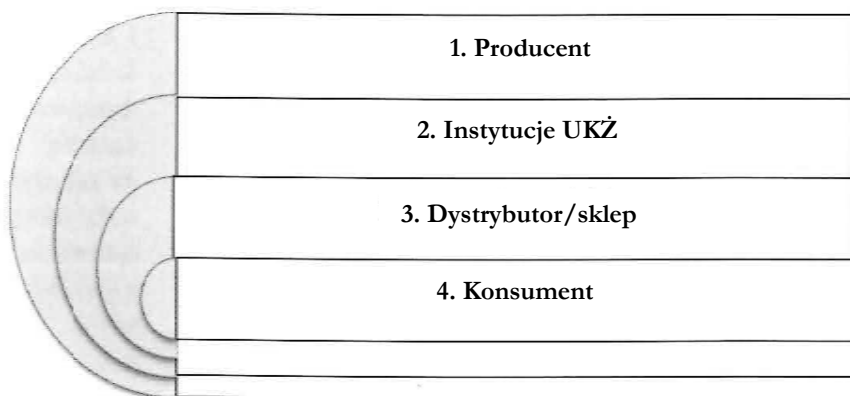 1. Producent
2. Instytucje UKŻ
3. Dystrybutor/sklep
4. Konsument